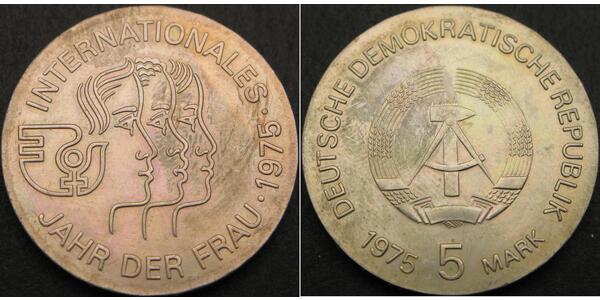 INTERNATIONALES
JAHR DER FRAU · 1975 ·
DEUTSCHE DEMOKRATISCHE REPUBLIK
1975 5 MARK